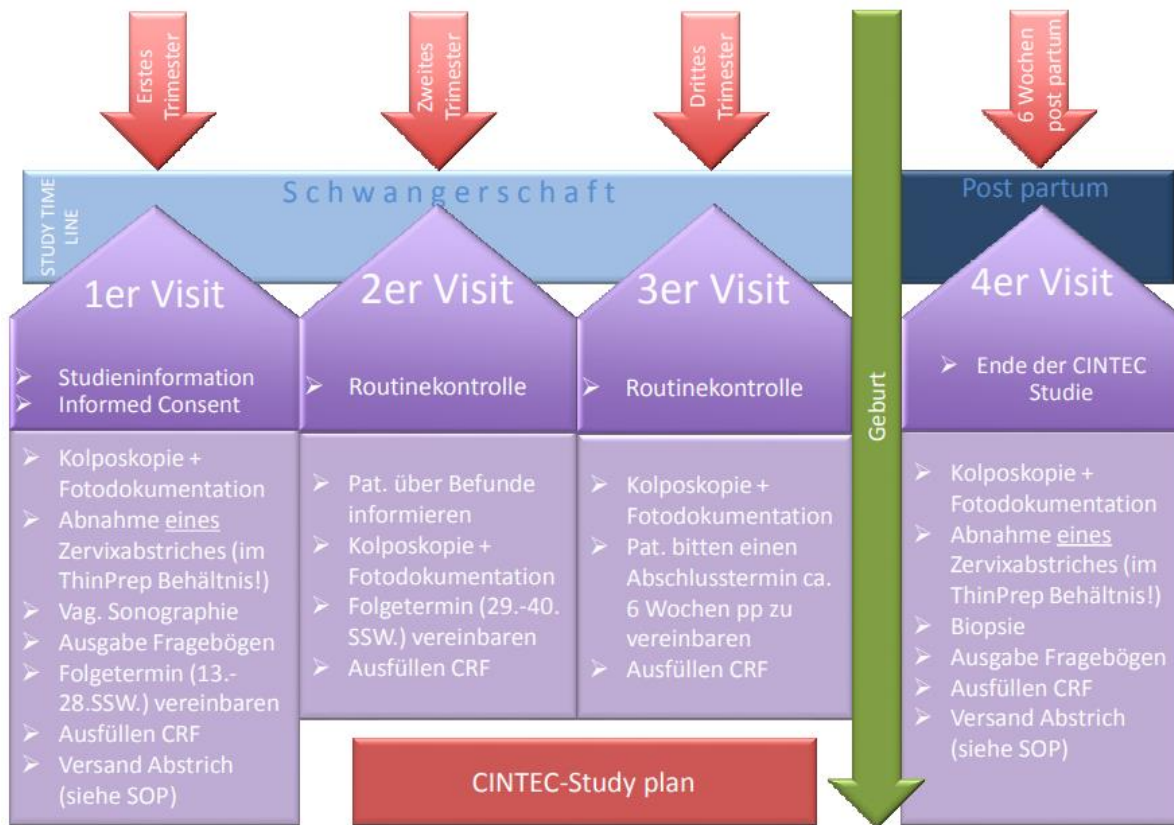 Erstes
Trimester
Zweites
Trimester
Drittes
Trimester
6 Wochen
post partum
STUDY TIME
LINE
Schwangerschaft
Post partum
1er Visit
➢ Studieninformation
➢ Informed Consent
➢ Kolposkopie +
Fotodokumentation
➢ Abnahme eines
Zervixabstriches (im
ThinPrep Behältnis!)
➢ Vag. Sonographie
➢ Ausgabe Fragebögen
➢ Folgetermin (13.-
28.SSW.) vereinbaren
➢ Ausfüllen CRF
➢ Versand Abstrich
(siehe SOP)
2er Visit
➢ Routinekontrolle
➢ Pat. über Befunde
informieren
➢ Kolposkopie +
Fotodokumentation
➢ Folgetermin (29.-40.
SSW.) vereinbaren
➢ Ausfüllen CRF
3er Visit
➢ Routinekontrolle
➢ Kolposkopie +
Fotodokumentation
➢ Pat. bitten einen
Abschlusstermin ca.
6 Wochen pp zu
vereinbaren
➢ Ausfüllen CRF
Geburt
4er Visit
➢ Ende der CINTEC
Studie
➢ Kolposkopie +
Fotodokumentation
➢ Abnahme eines
Zervixabstriches (im
ThinPrep Behältnis!)
➢ Biopsie
➢ Ausgabe Fragebögen
➢ Ausfüllen CRF
➢ Versand Abstrich
(siehe SOP)
CINTEC-Study plan